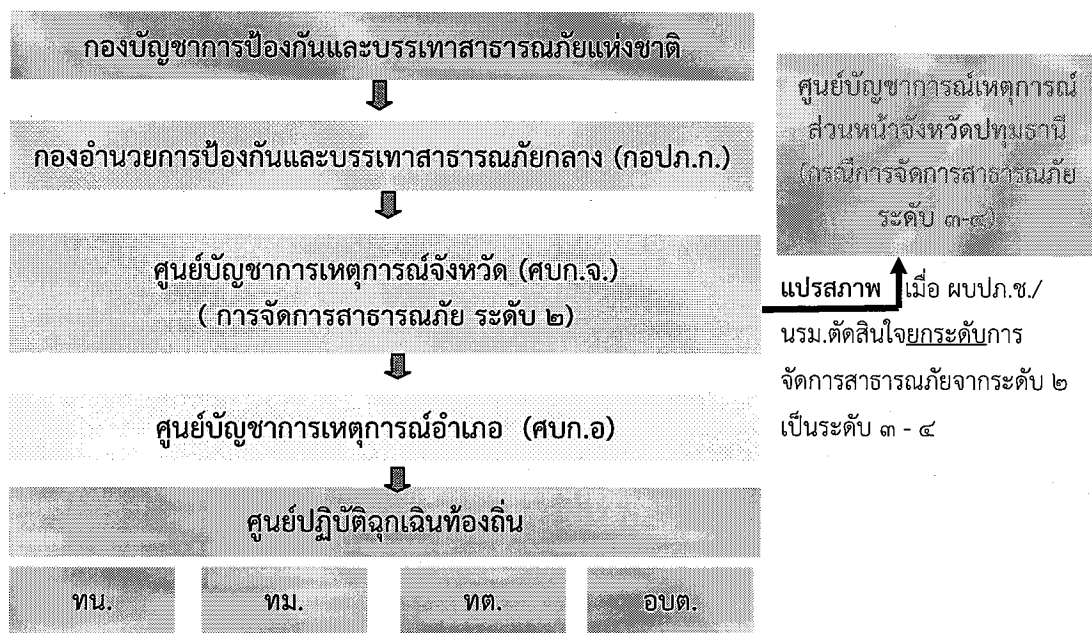 กองบัญชาการป้องกันและบรรเทาสาธารณภัยแห่งชาติ
กองอำนวยการป้องกันและบรรเทาสาธารณภัยกลาง (กอปภ.ก.)
ศูนย์บัญชาการเหตุการณ์จังหวัด (ศบก.จ.)
( การจัดการสาธารณภัย ระดับ ๒)
ศูนย์บัญชาการเหตุการณ์อำเภอ (ศบก.อ)
ศูนย์ปฏิบัติฉุกเฉินท้องถิ่น
ทน.
ทม.
ทต.
อบต.
ศูนย์บัญชาการณ์เหตุการณ์
ส่วนหน้าจังหวัดปทุมธานี
(กรณีการจัดการสาธารณภัย
ระดับ ๓-๔)
แปรสภาพ เมื่อ ผบปภ.ช./
นรม.ตัดสินใจยกระดับการ
จัดการสาธารณภัยจากระดับ ๒
เป็นระดับ ๓ - ๔